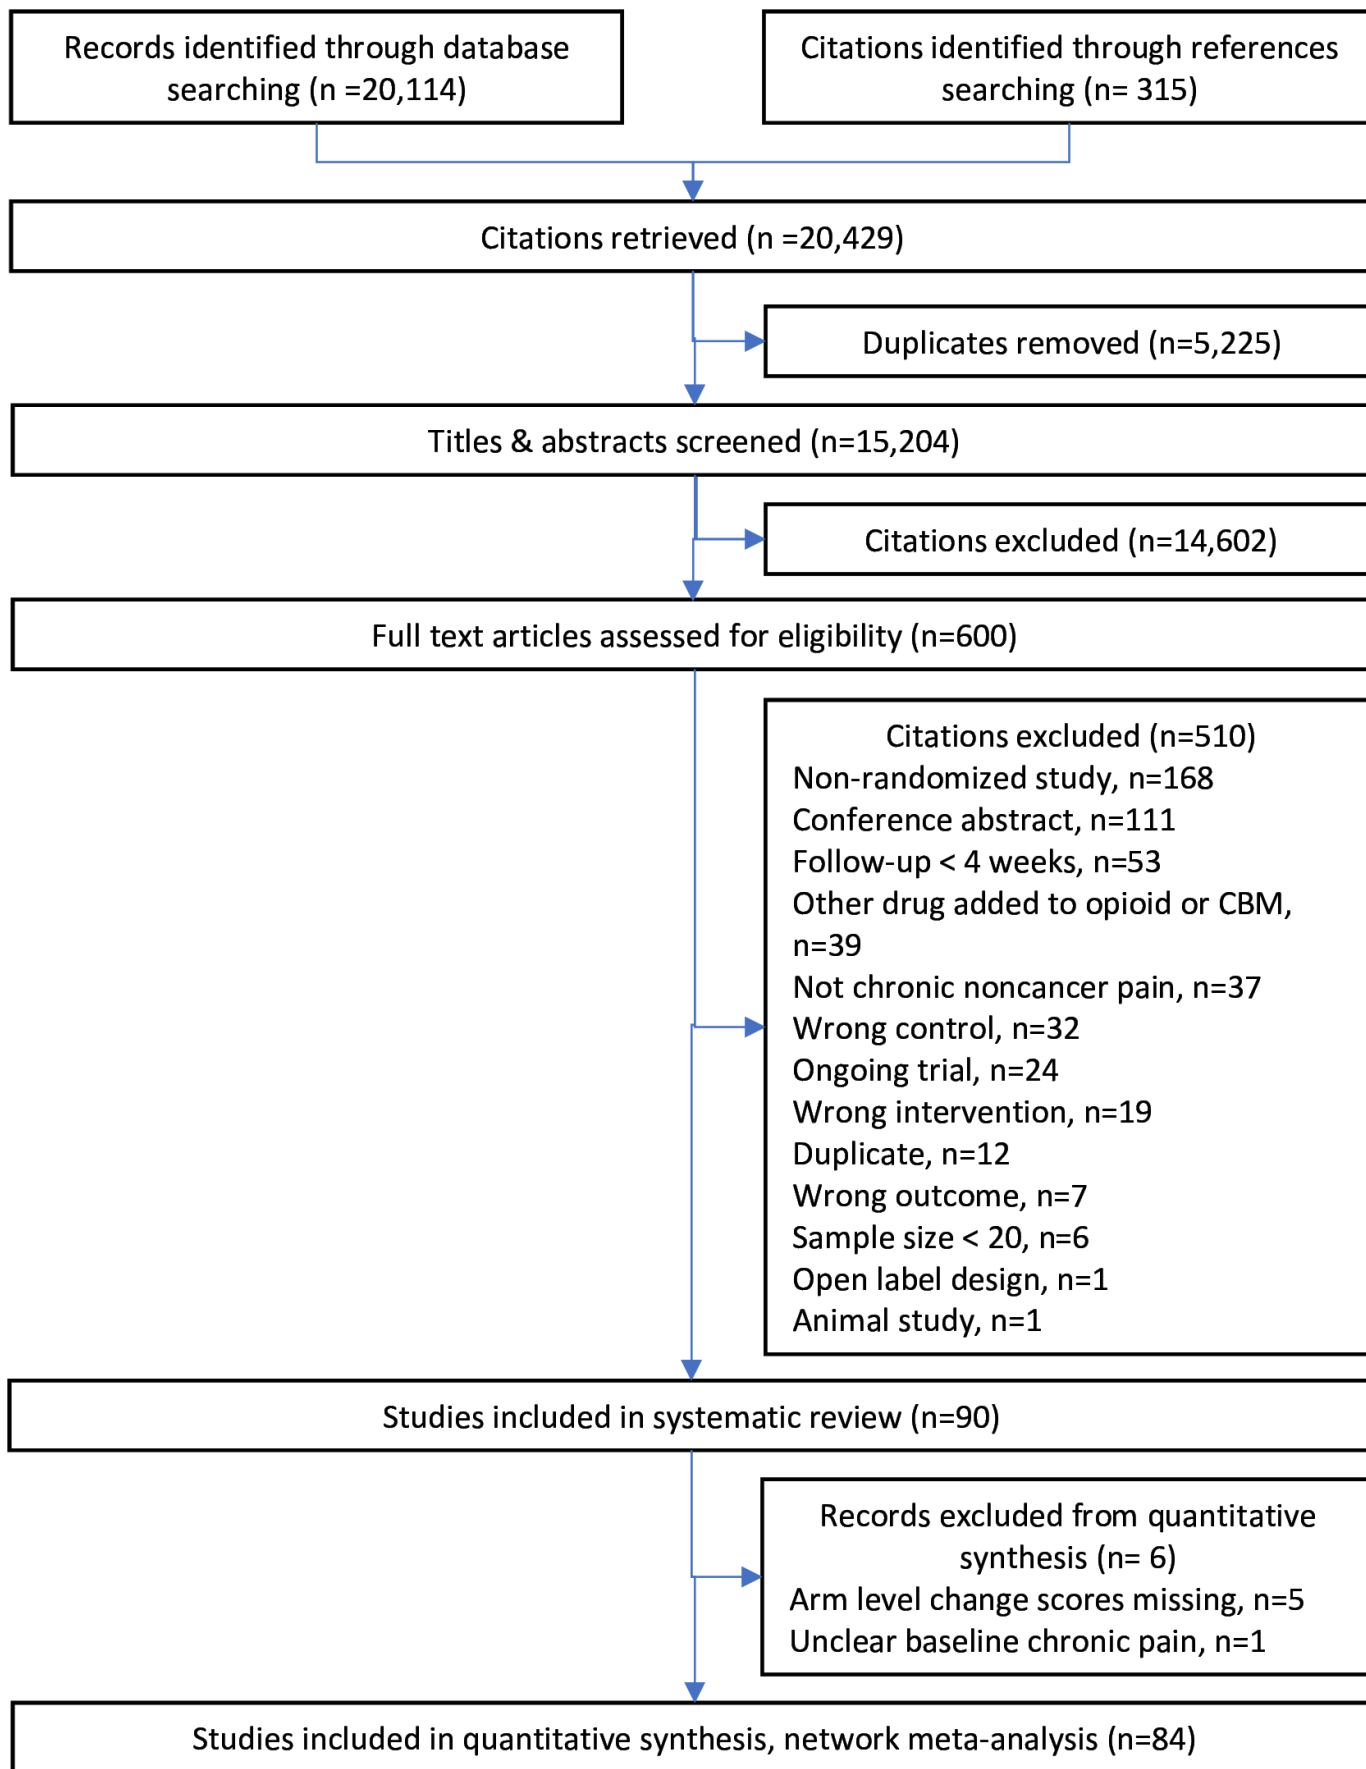 Records identified through database
searching (n =20,114)
Citations identified through references
searching (n= 315)
Citations retrieved (n =20,429)
Duplicates removed (n=5,225)
Titles & abstracts screened (n=15,204)
Citations excluded (n=14,602)
Full text articles assessed for eligibility (n=600)
Citations excluded (n=510)
Non-randomized study, n=168
Conference abstract, n=111
Follow-up < 4 weeks, n=53
Other drug added to opioid or CBM,
n=39
Not chronic noncancer pain, n=37
Wrong control, n=32
Ongoing trial, n=24
Wrong intervention, n=19
Duplicate, n=12
Wrong outcome, n=7
Sample size < 20, n=6
Open label design, n=1
Animal study, n=1
Studies included in systematic review (n=90)
Records excluded from quantitative
synthesis (n= 6)
Arm level change scores missing, n=5
Unclear baseline chronic pain, n=1
Studies included in quantitative synthesis, network meta-analysis (n=84)